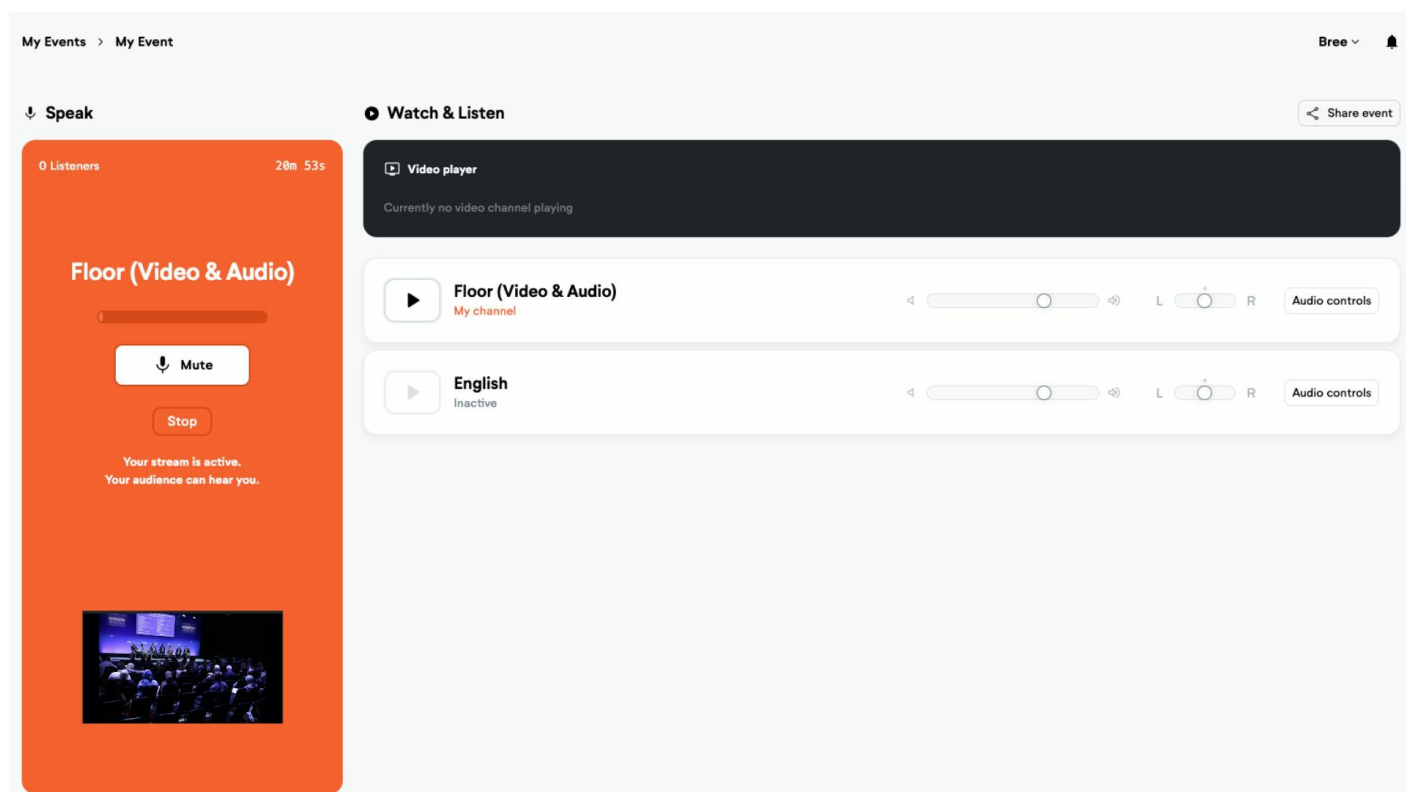 My Events > My Event
Bree
Speak
Watch & Listen
Share event
0 Listeners
20m 53s
Floor (Video & Audio)
Mute
Stop
Your stream is active.
Your audience can hear you.
Video player
Currently no video channel playing
Floor (Video & Audio)
My channel
L
R
Audio controls
English
Inactive
L
R
Audio controls